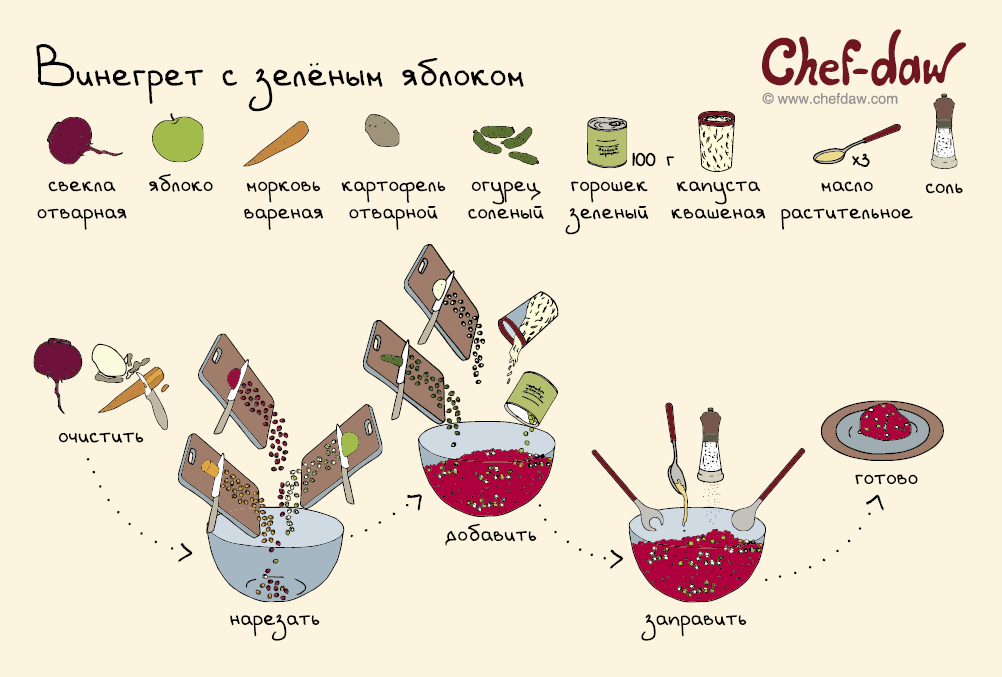 Винегрет с зелёным яблоком
Chef-daw
© www.chefdaw.com
свекла
отварная
яблоко
морковь
вареная
картофель
отварной
огурец
соленый
100 г
горошек
зеленый
капуста
квашеная
x3
масло
растительное
соль
очистить
нарезать
добавить
заправить
готово